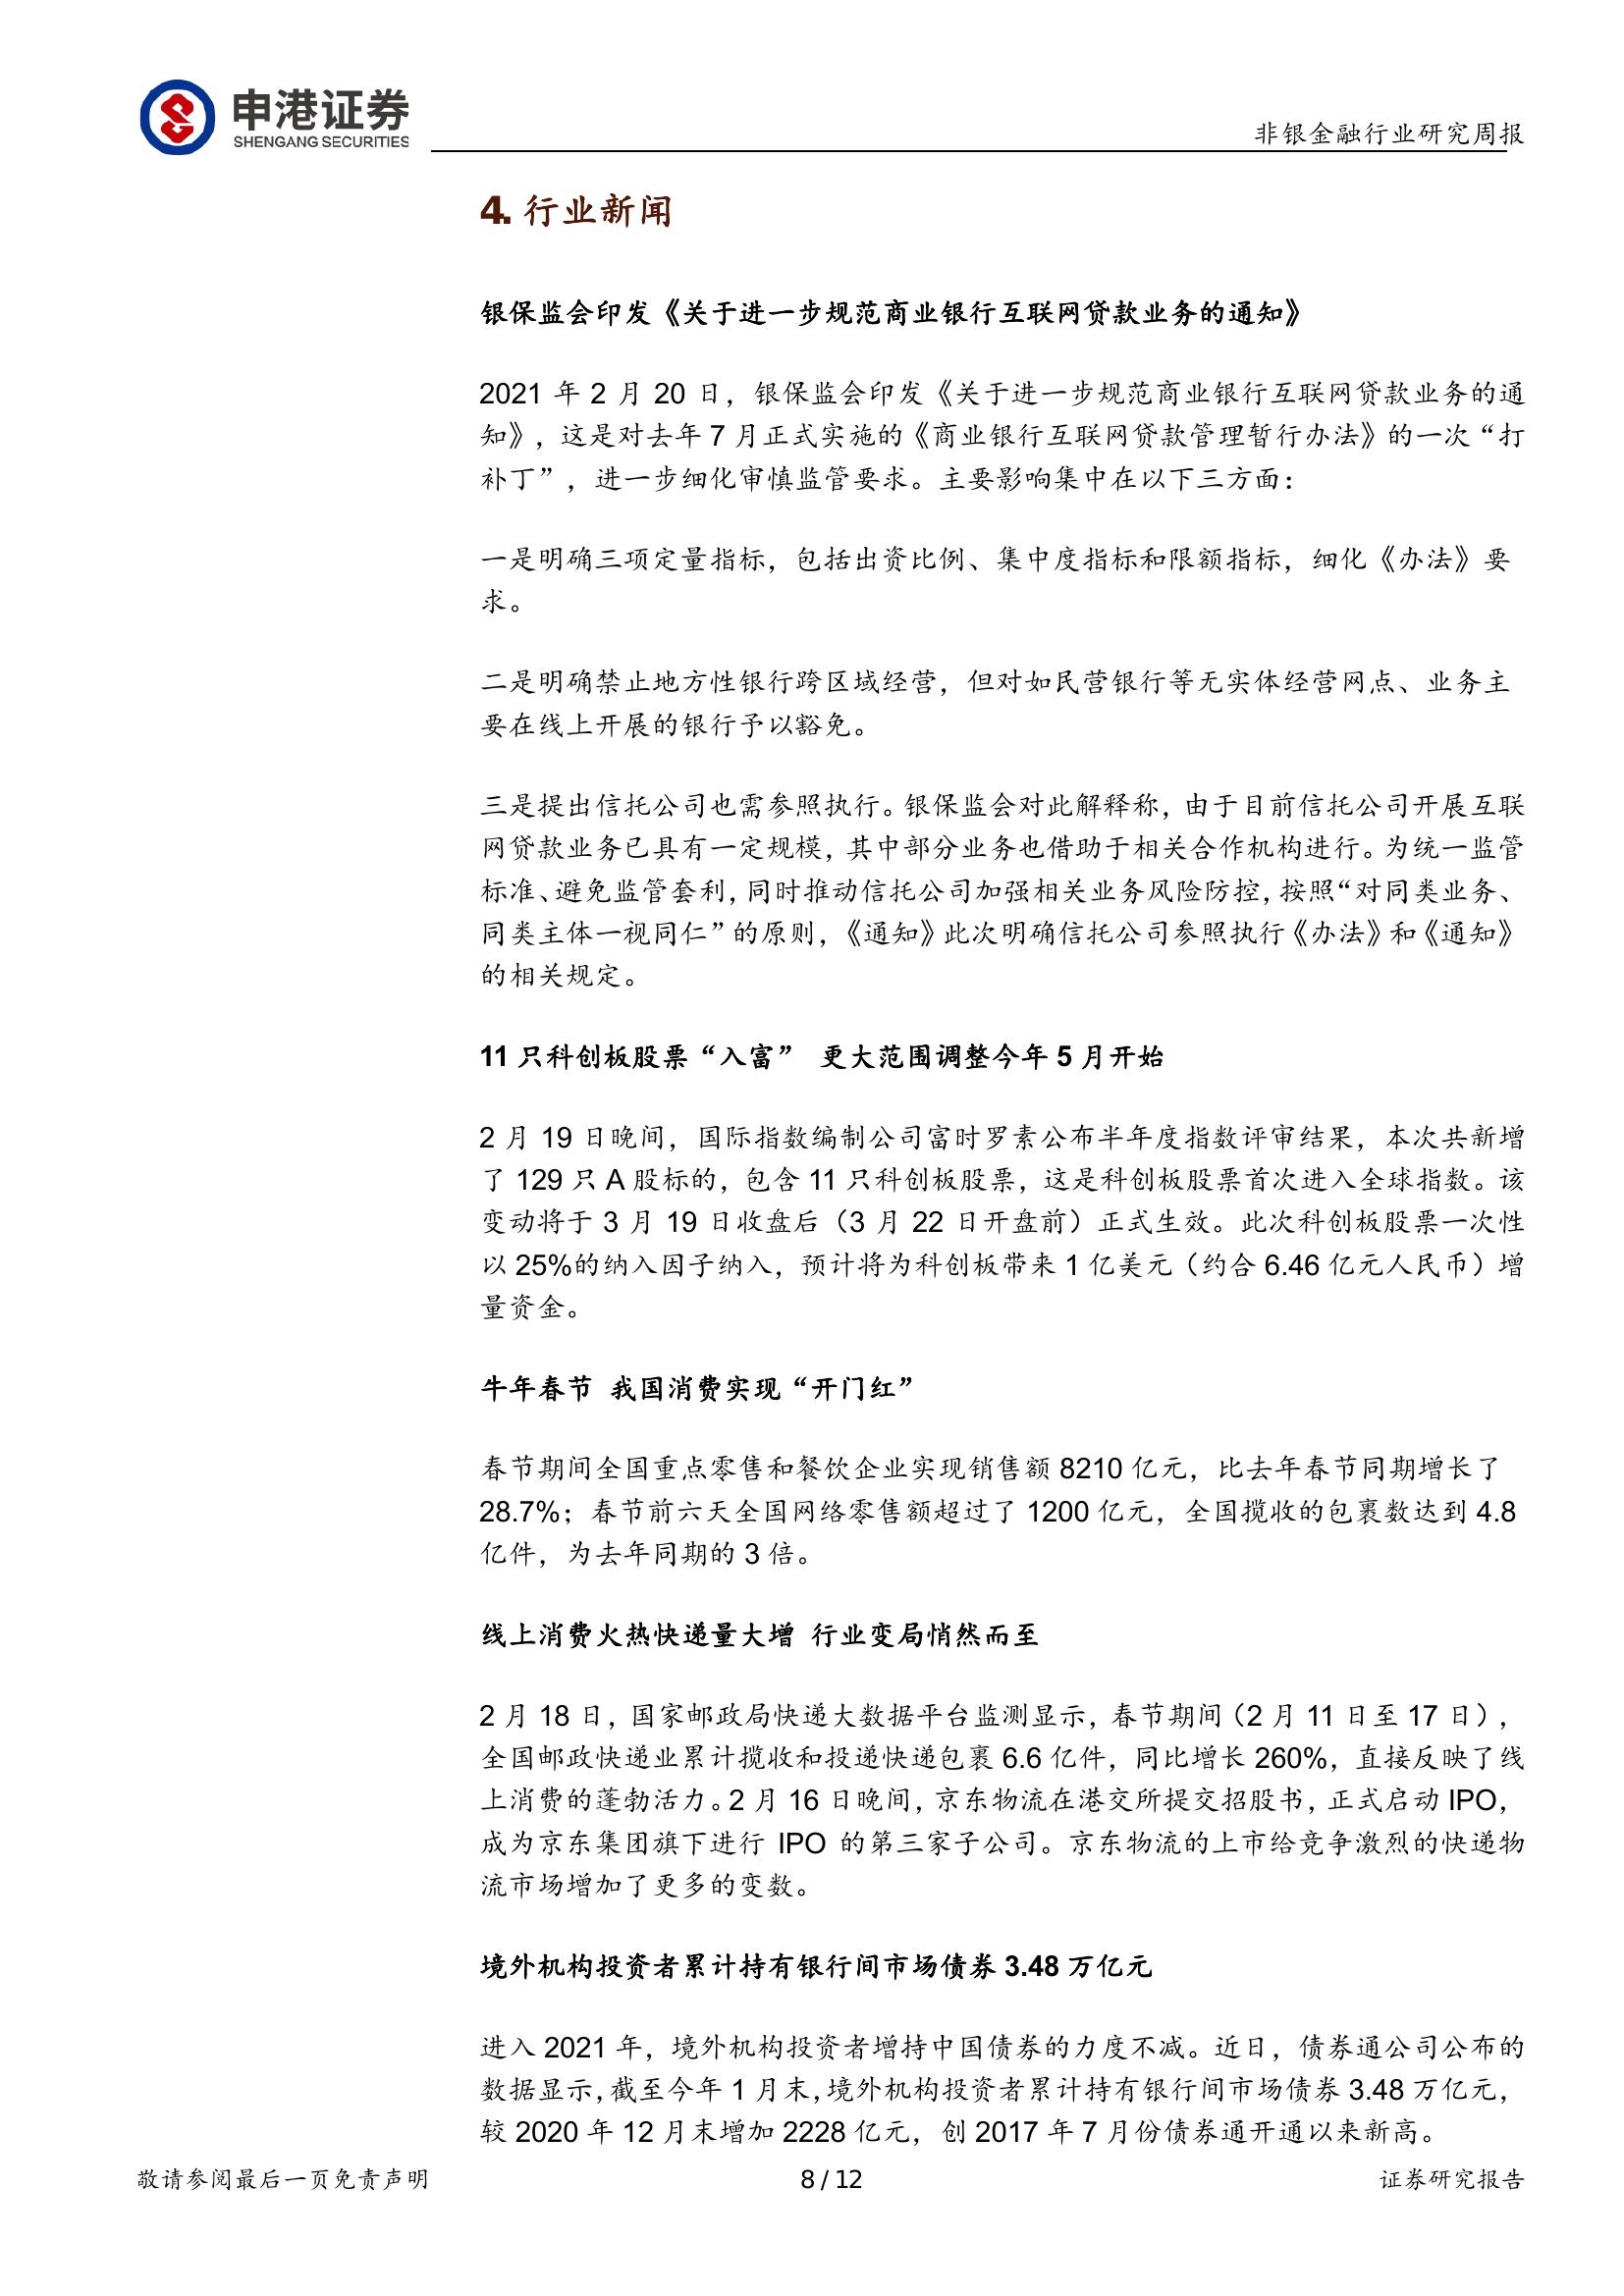 申港证券
SHENGANG SECURITIES
非银金融行业研究周报
4. 行业新闻
银保监会印发《关于进一步规范商业银行互联网贷款业务的通知》
2021 年 2 月 20 日，银保监会印发《关于进一步规范商业银行互联网贷款业务的通
知》，这是对去年 7 月正式实施的《商业银行互联网贷款管理暂行办法》的一次“打
补丁”，进一步细化审慎监管要求。主要影响集中在以下三方面：
一是明确三项定量指标，包括出资比例、集中度指标和限额指标，细化《办法》要
求。
二是明确禁止地方性银行跨区域经营，但对如民营银行等无实体经营网点、业务主
要在线上开展的银行予以豁免。
三是提出信托公司也需参照执行。银保监会对此解释称，由于目前信托公司开展互联
网贷款业务已具有一定规模，其中部分业务也借助于相关合作机构进行。为统一监管
标准、避免监管套利，同时推动信托公司加强相关业务风险防控，按照“对同类业务、
同类主体一视同仁”的原则，《通知》此次明确信托公司参照执行《办法》和《通知》
的相关规定。
11 只科创板股票“入富” 更大范围调整今年 5 月开始
2 月 19 日晚间，国际指数编制公司富时罗素公布半年度指数评审结果，本次共新增
了 129 只 A 股标的，包含 11 只科创板股票，这是科创板股票首次进入全球指数。该
变动将于 3 月 19 日收盘后（3 月 22 日开盘前）正式生效。此次科创板股票一次性
以 25%的纳入因子纳入，预计将为科创板带来 1 亿美元（约合 6.46 亿元人民币）增
量资金。
牛年春节 我国消费实现“开门红”
春节期间全国重点零售和餐饮企业实现销售额 8210 亿元，比去年春节同期增长了
28.7%；春节前六天全国网络零售额超过了 1200 亿元，全国揽收的包裹数达到 4.8
亿件，为去年同期的 3 倍。
线上消费火热快递量大增 行业变局悄然而至
2 月 18 日，国家邮政局快递大数据平台监测显示，春节期间（2 月 11 日至 17 日），
全国邮政快递业累计揽收和投递快递包裹 6.6 亿件，同比增长 260%，直接反映了线
上消费的蓬勃活力。2 月 16 日晚间，京东物流在港交所提交招股书，正式启动 IPO，
成为京东集团旗下进行 IPO 的第三家子公司。京东物流的上市给竞争激烈的快递物
流市场增加了更多的变数。
境外机构投资者累计持有银行间市场债券 3.48 万亿元
进入 2021 年，境外机构投资者增持中国债券的力度不减。近日，债券通公司公布的
数据显示，截至今年 1 月末，境外机构投资者累计持有银行间市场债券 3.48 万亿元，
较 2020 年 12 月末增加 2228 亿元，创 2017 年 7 月份债券通开通以来新高。
敬请参阅最后一页免责声明
8 / 12
证券研究报告